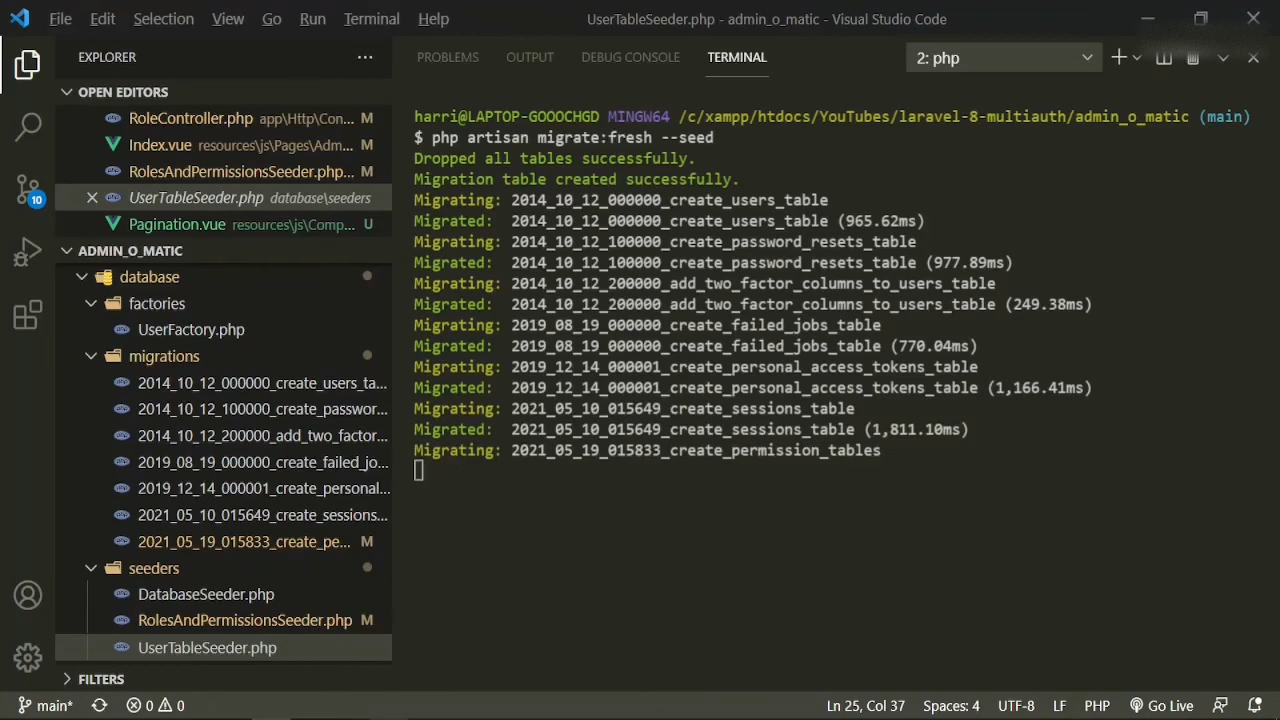 File Edit Selection View Go Run Terminal Help UserTableSeeder.php - admin_o_matic - Visual Studio Code
EXPLORER
OPEN EDITORS
RoleController.php app\Http\Con... M
Index.vue resources\js\Pages\Adm...
RolesAndPermissionsSeeder.php... M
UserTableSeeder.php database\seeders
Pagination.vue resources\js\Comp... U
10
ADMIN_O_MATIC
database
factories
UserFactory.php
migrations
2014_10_12_000000_create_users_ta...
2014_10_12_100000_create_passwor...
2014_10_12_200000_add_two_factor...
2019_08_19_000000_create_failed_jo...
2019_12_14_000001_create_personal...
2021_05_10_015649_create_sessions...
2021_05_19_015833_create_pe... M
seeders
DatabaseSeeder.php
RolesAndPermissionsSeeder.php M
UserTableSeeder.php
FILTERS
PROBLEMS OUTPUT DEBUG CONSOLE TERMINAL 2: php
harri@LAPTOP-GOOOCHGD MINGW64 /c/xampp/htdocs/YouTubes/laravel-8-multiauth/admin_o_matic (main)
$ php artisan migrate:fresh --seed
Dropped all tables successfully.
Migration table created successfully.
Migrating: 2014_10_12_000000_create_users_table
Migrated: 2014_10_12_000000_create_users_table (965.62ms)
Migrating: 2014_10_12_100000_create_password_resets_table
Migrated: 2014_10_12_100000_create_password_resets_table (977.89ms)
Migrating: 2014_10_12_200000_add_two_factor_columns_to_users_table
Migrated: 2014_10_12_200000_add_two_factor_columns_to_users_table (249.38ms)
Migrating: 2019_08_19_000000_create_failed_jobs_table
Migrated: 2019_08_19_000000_create_failed_jobs_table (770.04ms)
Migrating: 2019_12_14_000001_create_personal_access_tokens_table
Migrated: 2019_12_14_000001_create_personal_access_tokens_table (1,166.41ms)
Migrating: 2021_05_10_015649_create_sessions_table
Migrated: 2021_05_10_015649_create_sessions_table (1,811.10ms)
Migrating: 2021_05_19_015833_create_permission_tables
main* 0 0 Ln 25, Col 37 Spaces: 4 UTF-8 LF PHP Go Live